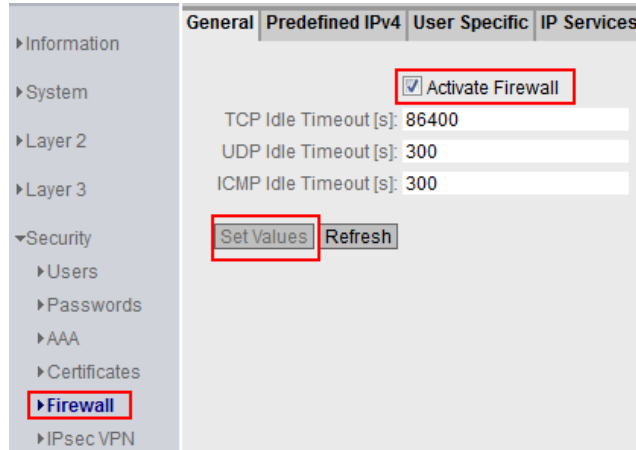 General Predefined IPv4 User Specific IP Services
Information
System
Layer 2
Layer 3
Security
Users
Passwords
AAA
Certificates
Firewall
IPsec VPN
Activate Firewall
TCP Idle Timeout [s]: 86400
UDP Idle Timeout [s]: 300
ICMP Idle Timeout [s]: 300
Set Values Refresh